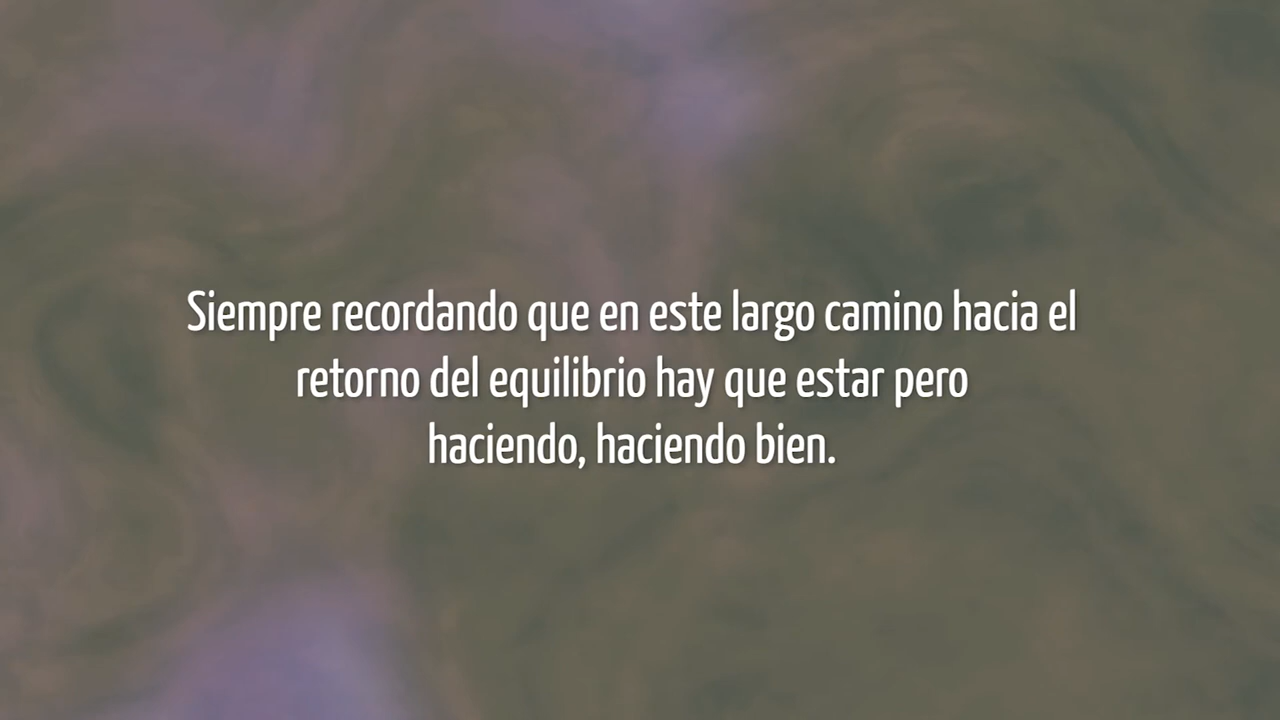 Siempre recordando que en este largo camino hacia el
retorno del equilibrio hay que estar pero
haciendo, haciendo bien.